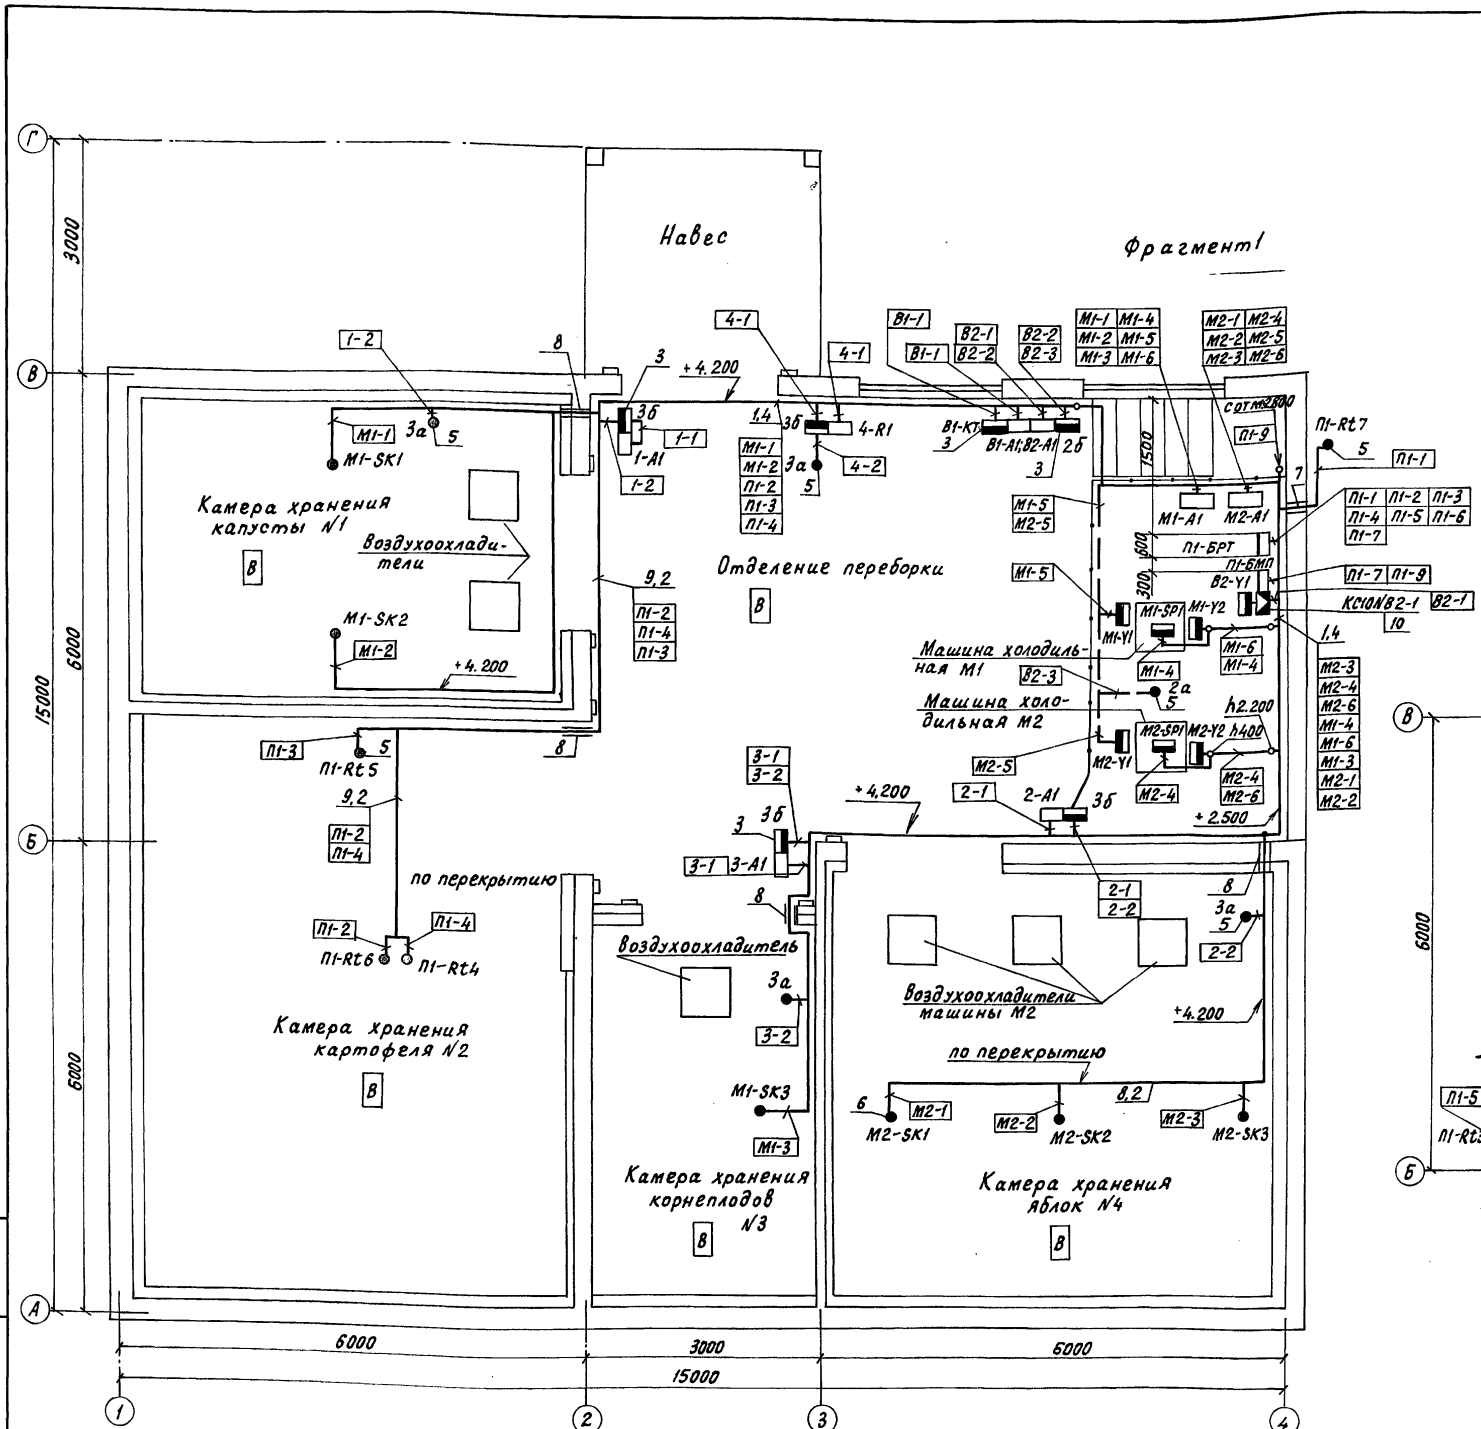 Г
3000
Навес
Фрагмент 1
В
1-2
8
3
+4.200
4-1
4-1
В1-1
В1-1
В2-1
В2-2
В2-2
В2-3
М1-1 М1-4
М1-2 М1-5
М1-3 М1-6
М2-1 М2-4
М2-2 М2-5
М2-3 М2-6
М1-1
3а
5
М1-SK1
3б
1-1
1-А1
1-2
1,4
3б
4-R1
М1-1
М1-2
П1-2
П1-3
П1-4
3а
5
4-2
В1-КТ
3
В1-А1;В2-А1
2б
3
1500
С ОТМ2.800
П1-9
П1-Rt7
5
П1-1
7
Камера хранения
капусты N1
В
Воздухоохлади-
тели
М1-5
М2-5
М1-А1
М2-А1
П1-1 П1-2 П1-3
П1-4 П1-5 П1-6
П1-7
600
П1-БРТ
П1-БМП
300
В2-У1
П1-7 П1-9
КС10NВ2-1
В2-1
10
Отделение переборки
В
9,2
П1-2
П1-4
П1-3
М1-SK2
М1-2
+4.200
М1-5
М1-У1
М1-SP1
М1-У2
М1-4
М1-6
М1-4
1,4
М2-3
М2-4
М2-6
М1-4
М1-6
М1-3
М2-1
М2-2
Машина холодиль-
ная М1
В2-3
2а
5
Машина холо-
дильная М2
М2-5
М2-У1
М2-SP1
М2-У2
М2-4
h2.200
h400
М2-4
М2-6
+2.500
6000
15000
П1-3
5
П1-Rt5
8
9,2
П1-2
П1-4
Б
3-1
3-2
3б
3
3-1
3-А1
+4.200
2-1
2-А1
3б
2-1
2-2
8
по перекрытию
П1-2
П1-4
П1-Rt6
П1-Rt4
8
Воздухоохладитель
3а
3-2
3а
5
2-2
Воздухоохладители
машины М2
+4.200
Камера хранения
картофеля N2
В
6000
по перекрытию
М1-SK3
М1-3
6
М2-1
М2-SK1
М2-2
М2-SK2
8,2
М2-3
М2-SK3
Камера хранения
корнеплодов
N3
В
Камера хранения
яблок N4
В
В
6000
П1-5
Б
А
6000
3000
6000
15000
1
2
3
4